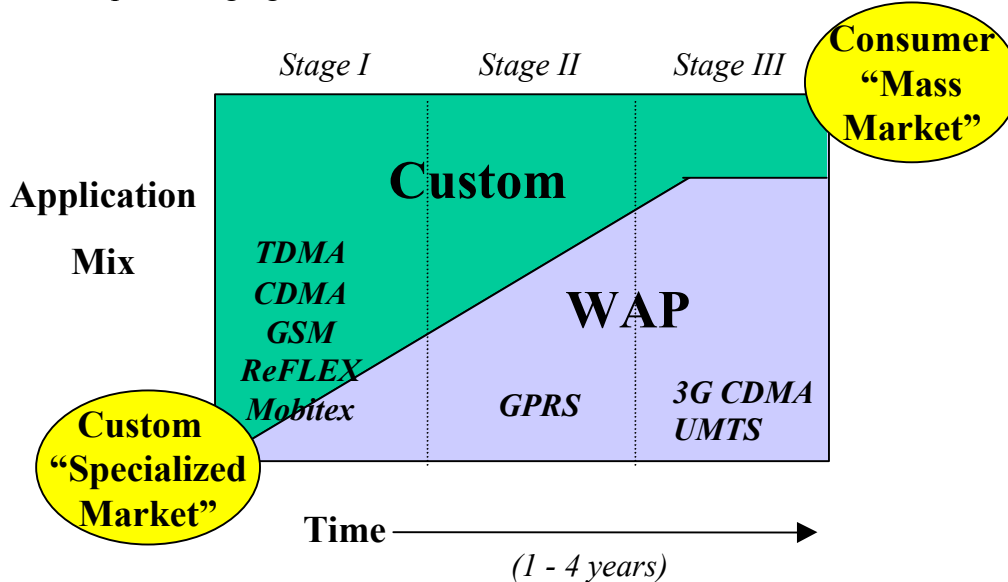 Consumer
“Mass
Market”
Stage I
Stage II
Stage III
Application
Mix
Custom
TDMA
CDMA
GSM
ReFLEX
Mobitex
WAP
GPRS
3G CDMA
UMTS
Custom
“Specialized
Market”
Time
(1 - 4 years)